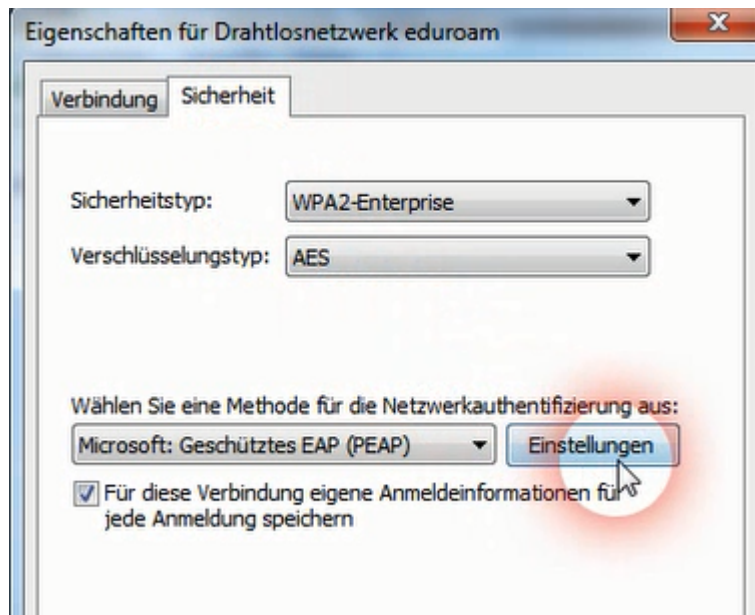 Eigenschaften für Drahtlosnetzwerk eduroam
Verbindung Sicherheit
Sicherheitstyp: WPA2-Enterprise
Verschlüsselungstyp: AES
Wählen Sie eine Methode für die Netzwerkauthentifizierung aus:
Microsoft: Geschütztes EAP (PEAP) Einstellungen
Für diese Verbindung eigene Anmeldeinformationen für
jede Anmeldung speichern